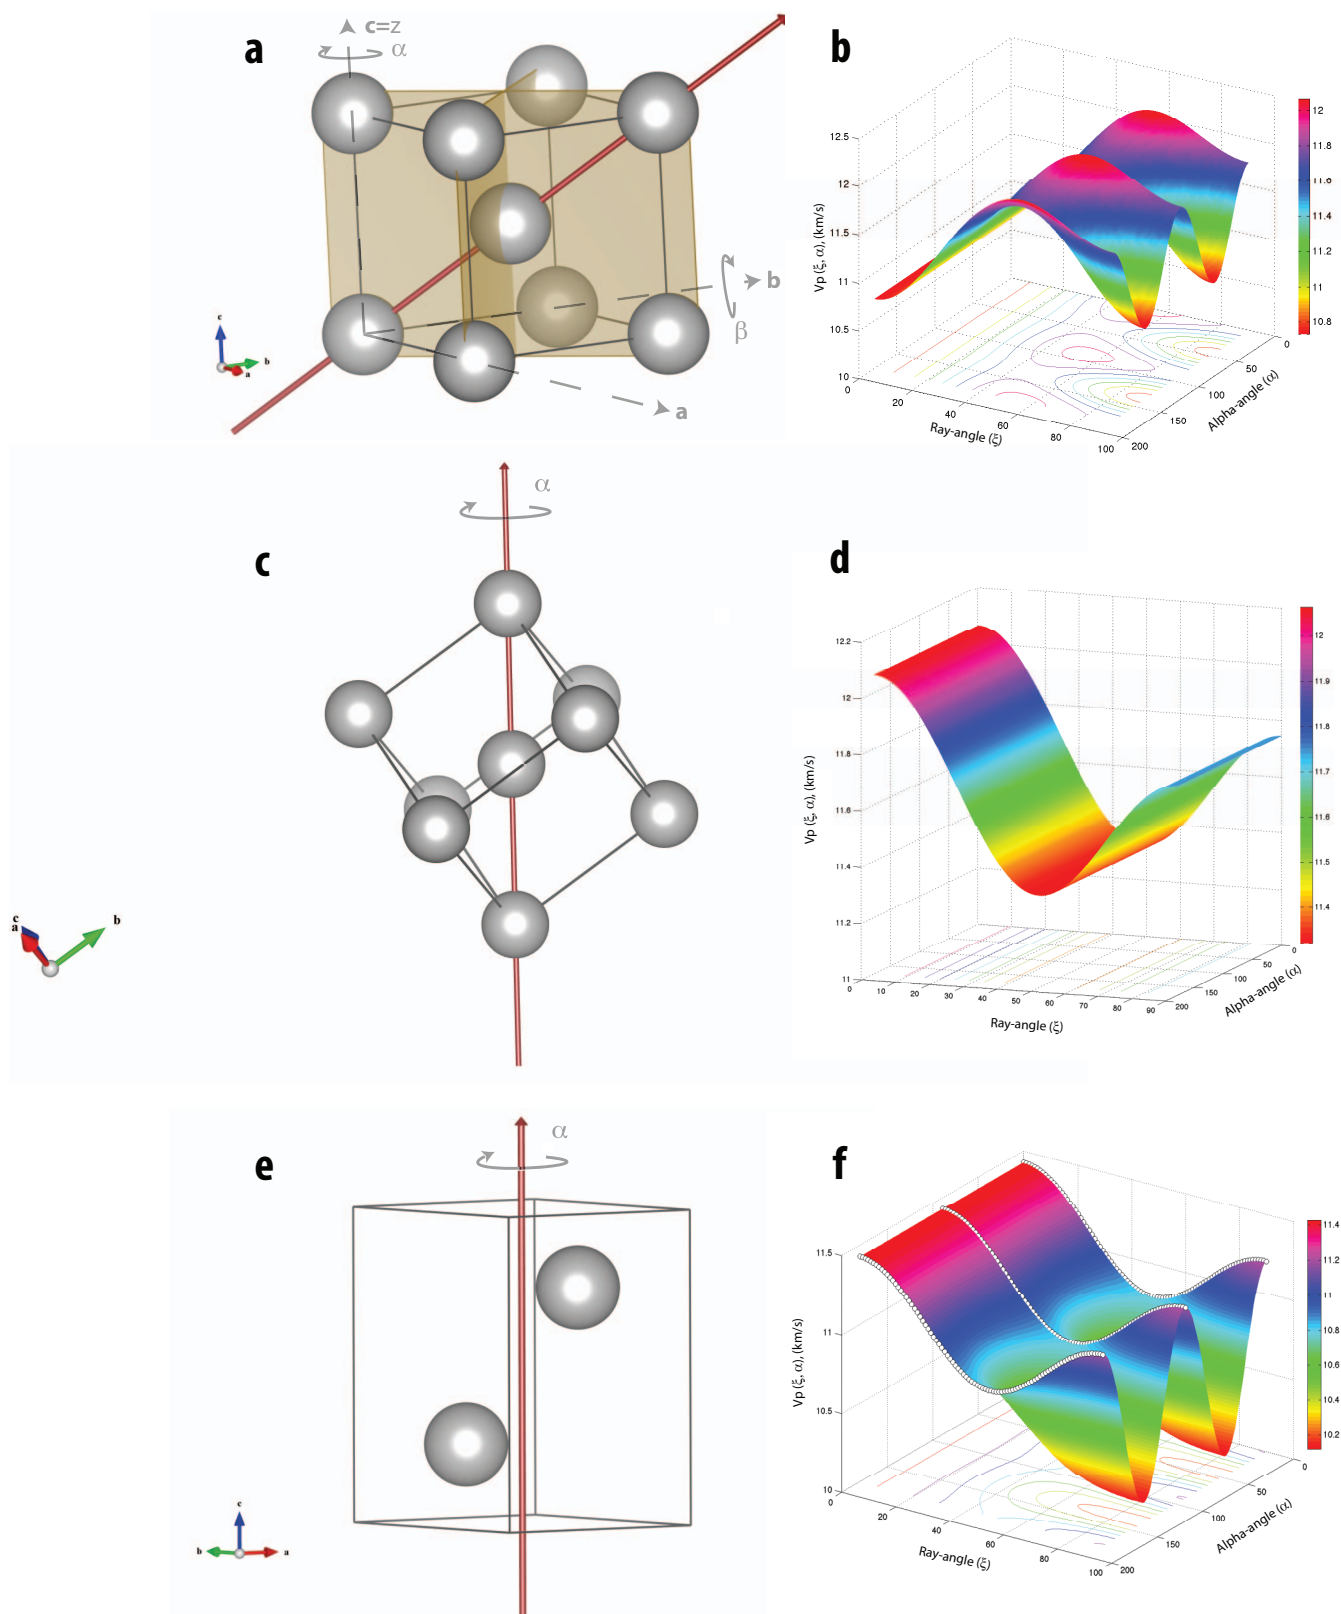 a
c=z
α
b
β
a
c
b
a
b
Vp (ξ, α), (km/s)
12.5
12
11.5
11
10.5
10
0
20
40
60
80
100
Ray-angle (ξ)
200
150
100
50
0
Alpha-angle (α)
12
11.8
11.6
11.4
11.2
11
10.8
c
α
c
a
b
d
Vp (ξ, α), (km/s)
12.2
12
11.8
11.6
11.4
11.2
11
0
10
20
30
40
50
60
70
80
90
Ray-angle (ξ)
200
150
100
50
0
Alpha-angle (α)
12
11.9
11.8
11.7
11.6
11.5
11.4
e
α
c
b
a
f
Vp (ξ, α), (km/s)
11.5
11
10.5
10
0
20
40
60
80
100
Ray-angle (ξ)
200
150
100
50
0
Alpha-angle (α)
11.4
11.2
11
10.8
10.6
10.4
10.2